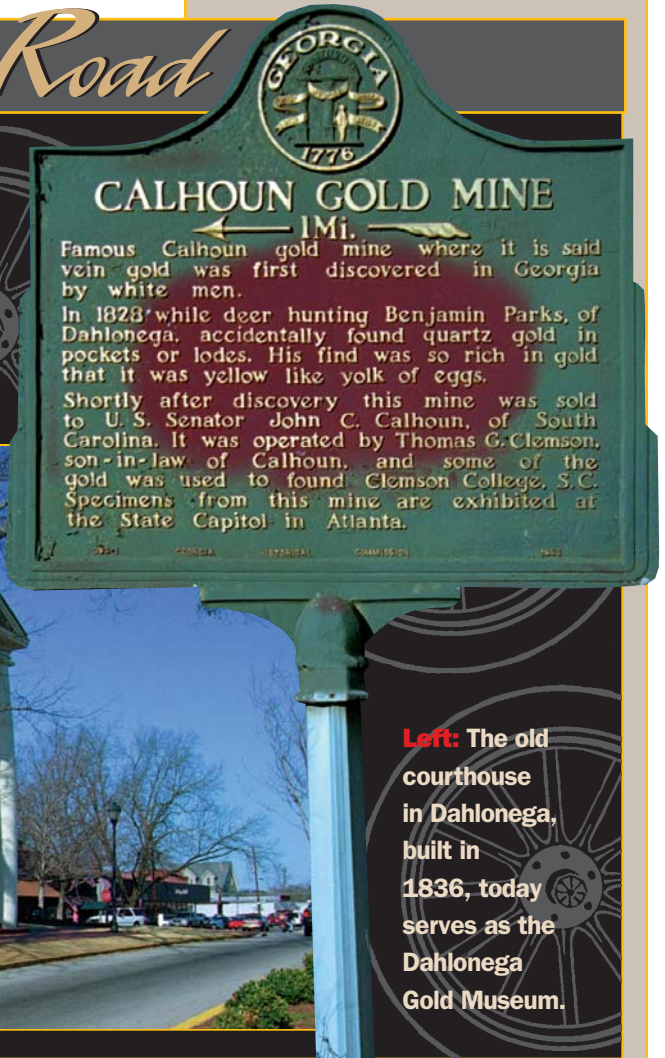 Road
GEORGIA
1776
CALHOUN GOLD MINE
1Mi.
Famous Calhoun gold mine where it is said
vein gold was first discovered in Georgia
by white men.
In 1828 while deer hunting Benjamin Parks, of
Dahlonega, accidentally found quartz gold in
pockets or lodes. His find was so rich in gold
that it was yellow like yolk of eggs.
Shortly after discovery this mine was sold
to U. S. Senator John C. Calhoun, of South
Carolina. It was operated by Thomas G. Clemson,
son-in-law of Calhoun, and some of the
gold was used to found Clemson College, S. C.
Specimens from this mine are exhibited at
the State Capitol in Atlanta.
GEORGIA HISTORICAL COMMISSION
Left: The old
courthouse
in Dahlonega,
built in
1836, today
serves as the
Dahlonega
Gold Museum.